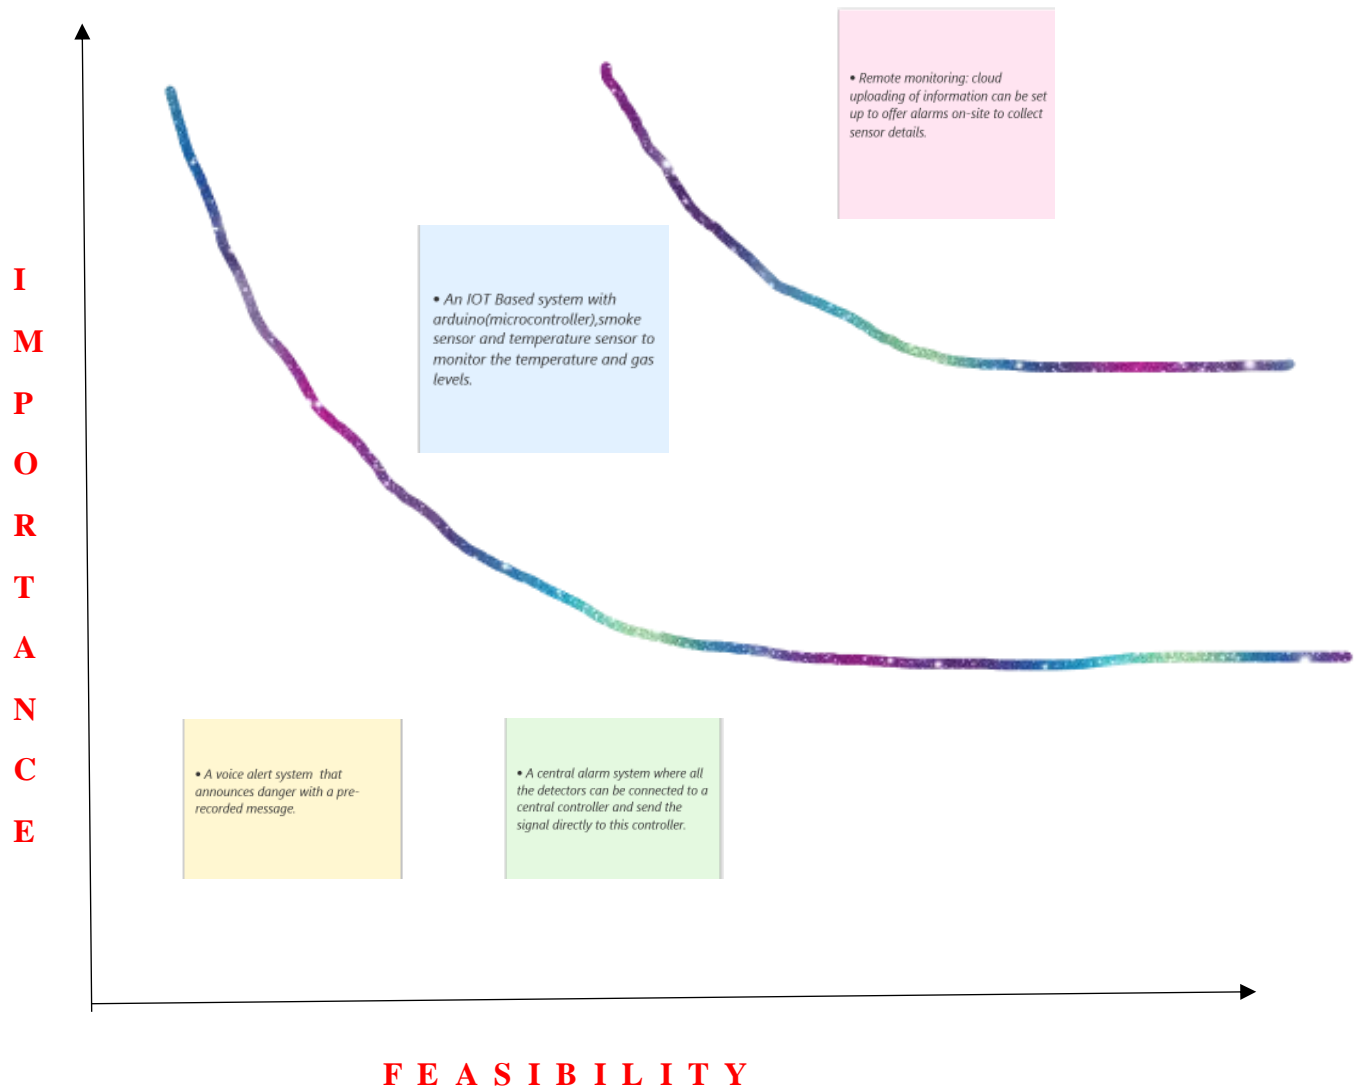 I
M
P
O
R
T
A
N
C
E
• Remote monitoring: cloud
uploading of information can be set
up to offer alarms on-site to collect
sensor details.
• An IOT Based system with
arduino(microcontroller),smoke
sensor and temperature sensor to
monitor the temperature and gas
levels.
• A voice alert system that
announces danger with a pre-
recorded message.
• A central alarm system where all
the detectors can be connected to a
central controller and send the
signal directly to this controller.
F E A S I B I L I T Y